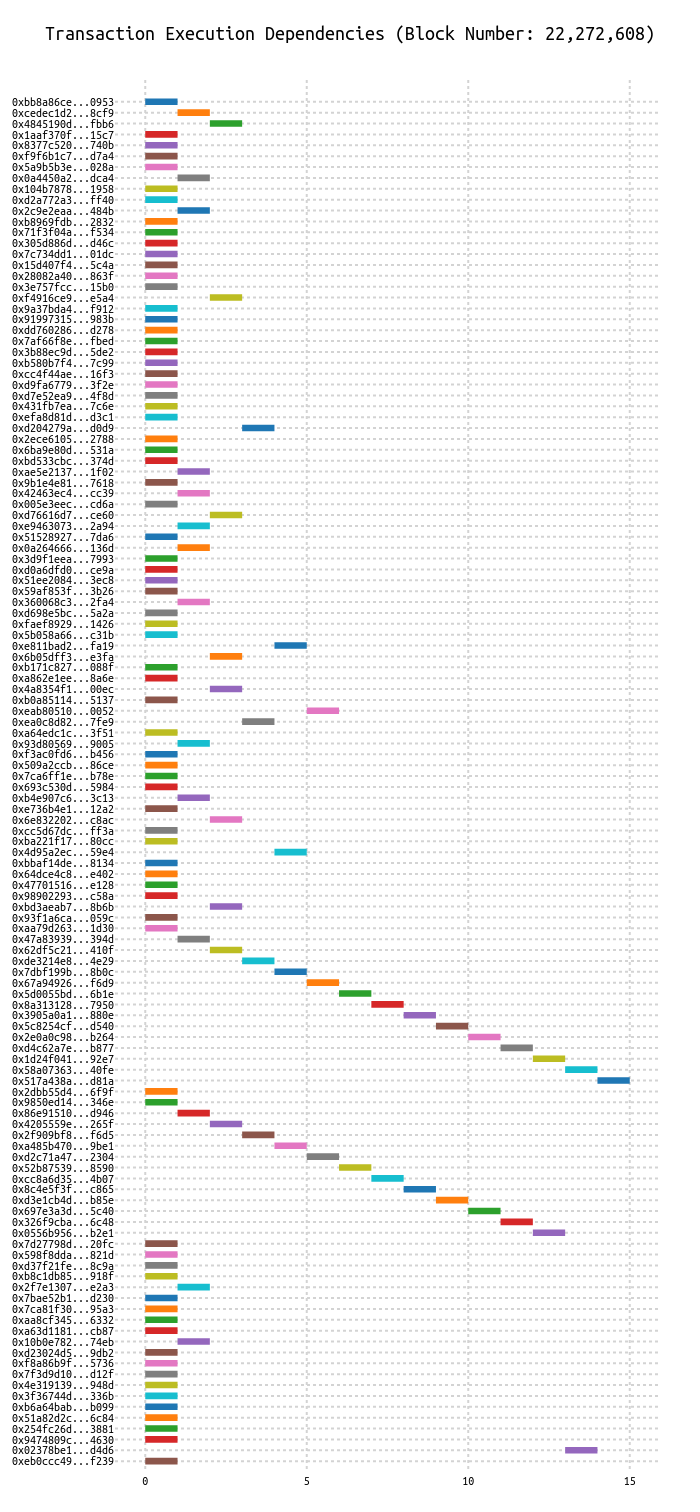 Transaction Execution Dependencies (Block Number: 22,272,608)
0xbb8a86ce...0953
0xcedec1d2...8cf9
0x4845190d...fbb6
0x1aaf370f...15c7
0x8377c520...740b
0xf9f6b1c7...d7a4
0x5a9b5b3e...028a
0x0a4450a2...dca4
0x104b7878...1958
0xd2a772a3...ff40
0x2c9e2eaa...484b
0xb8969fdb...2832
0x71f3f04a...f534
0x305d886d...d46c
0x7c734dd1...01dc
0x15d407f4...5c4a
0x28082a40...863f
0x3e757fcc...15b0
0xf4916ce9...e5a4
0x9a37bda4...f912
0x91997315...983b
0xdd760286...d278
0x7af66f8e...fbed
0x3b88ec9d...5de2
0xb580b7f4...7c99
0xcc4f44ae...16f3
0xd9fa6779...3f2e
0xd7e52ea9...4f8d
0x431fb7ea...7c6e
0xefa8d81d...d3c1
0xd204279a...d0d9
0x2ece6105...2788
0x6ba9e80d...531a
0xbd533cbc...374d
0xae5e2137...1f02
0x9b1e4e81...7618
0x42463ec4...cc39
0x005e3eec...cd6a
0xd76616d7...ce60
0xe9463073...2a94
0x51528927...7da6
0x0a264666...136d
0x3d9f1eea...7993
0xd0a6dfd0...ce9a
0x51ee2084...3ec8
0x59af853f...3b26
0x360068c3...2fa4
0xd698e5bc...5a2a
0xfaef8929...1426
0x5b058a66...c31b
0xe811bad2...fa19
0x6b05dff3...e3fa
0xb171c827...088f
0xa862e1ee...8a6e
0x4a8354f1...00ec
0xb0a85114...5137
0xeab80510...0052
0xea0c8d82...7fe9
0xa64edc1c...3f51
0x93d80569...9005
0xf3ac0fd6...b456
0x509a2ccb...86ce
0x7ca6ff1e...b78e
0x693c530d...5984
0xb4e907c6...3c13
0xe736b4e1...12a2
0x6e832202...c8ac
0xcc5d67dc...ff3a
0xba221f17...80cc
0x4d95a2ec...59e4
0xbbaf14de...8134
0x64dce4c8...e402
0x47701516...e128
0x98902293...c58a
0xbd3aeab7...8b6b
0x93f1a6ca...059c
0xaa79d263...1d30
0x47a83939...394d
0x62df5c21...410f
0xde3214e8...4e29
0x7dbf199b...8b0c
0x67a94926...f6d9
0x5d0055bd...6b1e
0x8a313128...7950
0x3905a0a1...880e
0x5c8254cf...d540
0x2e0a0c98...b264
0xd4c62a7e...b877
0x1d24f041...92e7
0x58a07363...40fe
0x517a438a...d81a
0x2dbb55d4...6f9f
0x9850ed14...346e
0x86e91510...d946
0x4205559e...265f
0x2f909bf8...f6d5
0xa485b470...9be1
0xd2c71a47...2304
0x52b87539...8590
0xcc8a6d35...4b07
0x8c4e5f3f...c865
0xd3e1cb4d...b85e
0x697e3a3d...5c40
0x326f9cba...6c48
0x0556b956...b2e1
0x7d27798d...20fc
0x598f8dda...821d
0xd37f21fe...8c9a
0xb8c1db85...918f
0x2f7e1307...e2a3
0x7bae52b1...d230
0x7ca81f30...95a3
0xaa8cf345...6332
0xa63d1181...cb87
0x10b0e782...74eb
0xd23024d5...9db2
0xf8a86b9f...5736
0x7f3d9d10...d12f
0x4e319139...948d
0x3f36744d...336b
0xb6a64bab...b099
0x51a82d2c...6c84
0x254fc26d...3881
0x9474809c...4630
0x02378be1...d4d6
0xeb0ccc49...f239
0 5 10 15